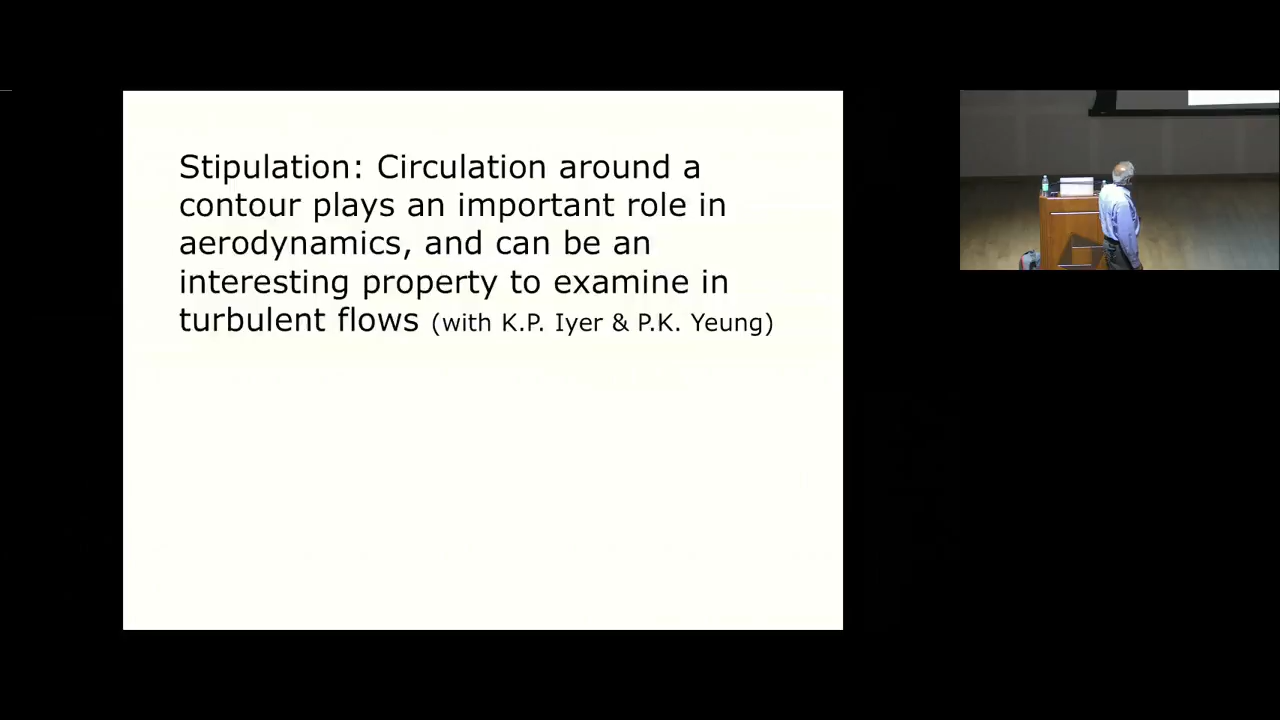 Stipulation: Circulation around a
contour plays an important role in
aerodynamics, and can be an
interesting property to examine in
turbulent flows (with K.P. Iyer & P.K. Yeung)